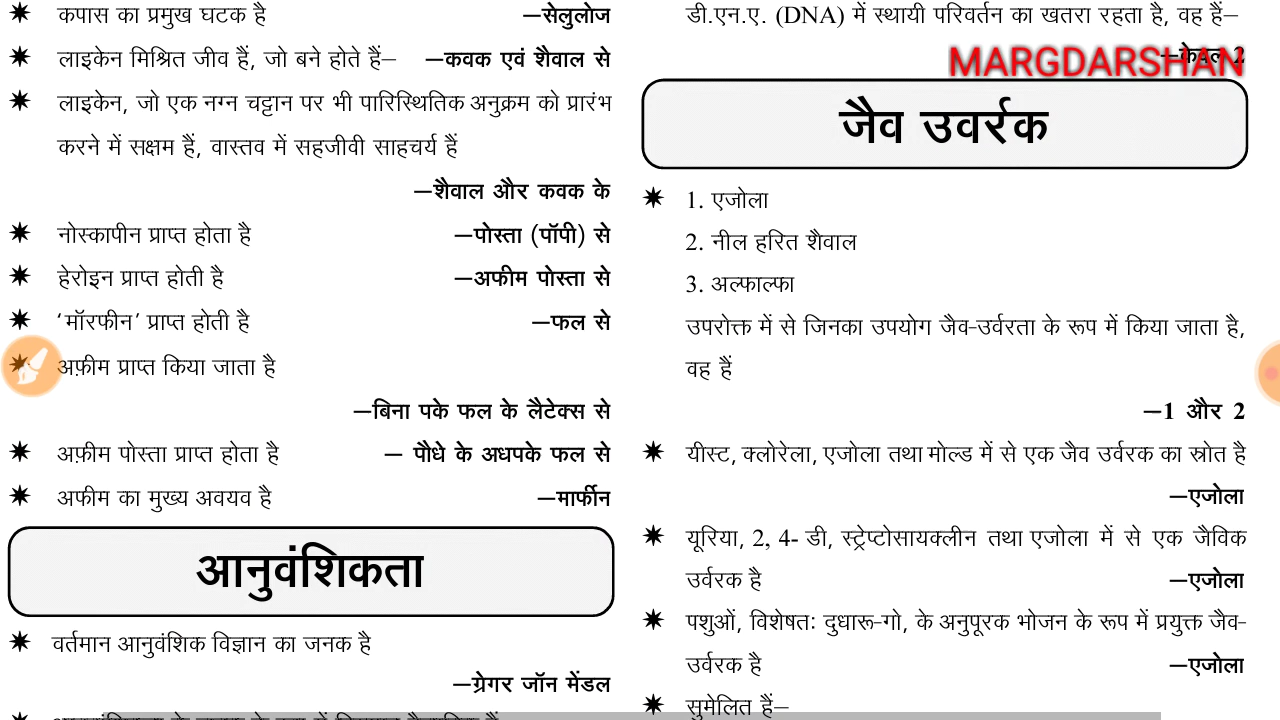 कपास का प्रमुख घटक है —सेलुलोज
लाइकेन मिश्रित जीव हैं, जो बने होते हैं– —कवक एवं शैवाल से
लाइकेन, जो एक नग्न चट्टान पर भी पारिस्थितिक अनुक्रम को प्रारंभ
करने में सक्षम हैं, वास्तव में सहजीवी साहचर्य हैं
—शैवाल और कवक के
नोस्कापीन प्राप्त होता है —पोस्ता (पॉपी) से
हेरोइन प्राप्त होती है —अफीम पोस्ता से
‘मॉरफीन’ प्राप्त होती है —फल से
अफ़ीम प्राप्त किया जाता है
—बिना पके फल के लैटेक्स से
अफ़ीम पोस्ता प्राप्त होता है — पौधे के अधपके फल से
अफीम का मुख्य अवयव है —मार्फीन
आनुवंशिकता
वर्तमान आनुवंशिक विज्ञान का जनक है
—ग्रेगर जॉन मेंडल
डी.एन.ए. (DNA) में स्थायी परिवर्तन का खतरा रहता है, वह हैं–
—केवल 2
MARGDARSHAN
जैव उवर्रक
1. एजोला
2. नील हरित शैवाल
3. अल्फाल्फा
उपरोक्त में से जिनका उपयोग जैव-उर्वरता के रूप में किया जाता है,
वह हैं
—1 और 2
यीस्ट, क्लोरेला, एजोला तथा मोल्ड में से एक जैव उर्वरक का स्रोत है
—एजोला
यूरिया, 2, 4- डी, स्ट्रेप्टोसायक्लीन तथा एजोला में से एक जैविक
उर्वरक है —एजोला
पशुओं, विशेषतः दुधारू-गो, के अनुपूरक भोजन के रूप में प्रयुक्त जैव-
उर्वरक है —एजोला
सुमेलित हैं–